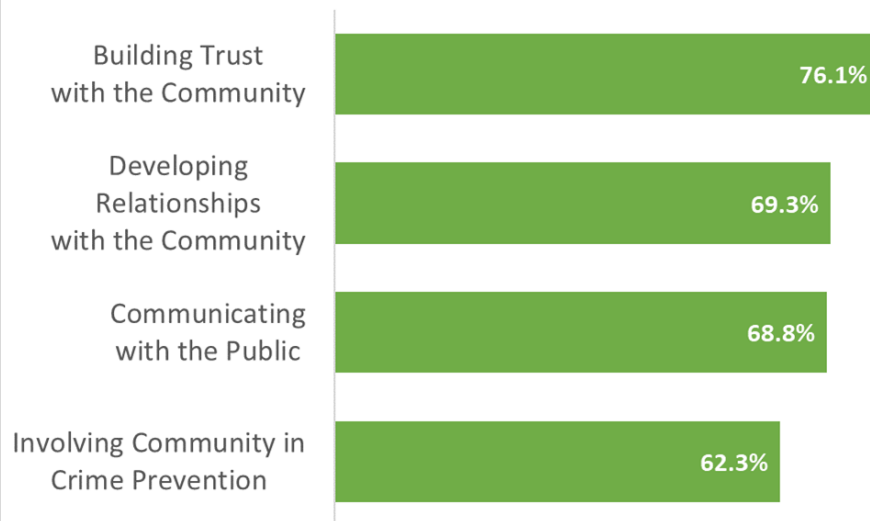 Building Trust
with the Community
76.1%
Developing
Relationships
with the Community
69.3%
Communicating
with the Public
68.8%
Involving Community in
Crime Prevention
62.3%